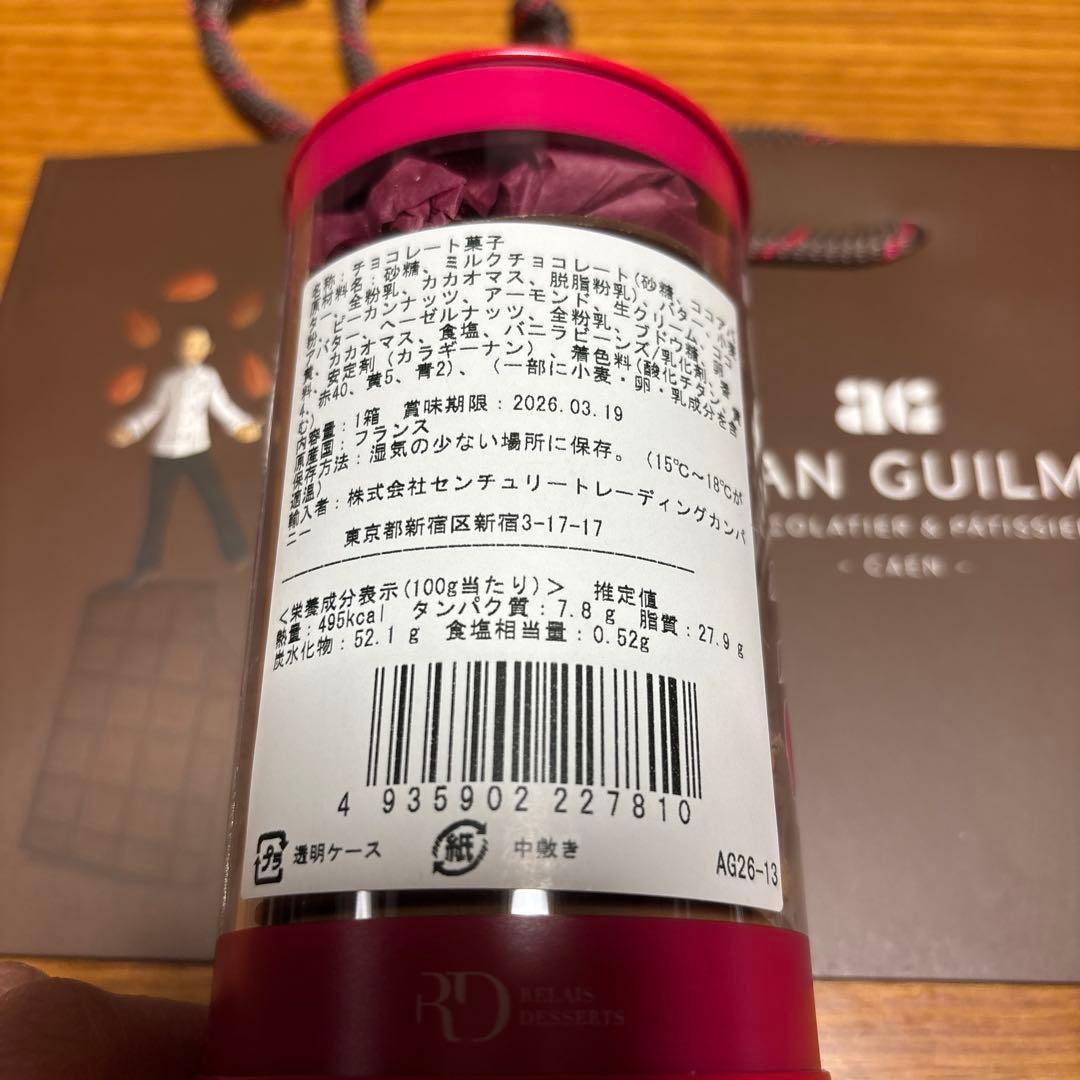 名称：チョコレート菓子
原材料名：砂糖、ミルクチョコレート(砂糖、ココアバ
ター、全粉乳、カカオマス、脱脂粉乳)、バター、小麦
粉、ピーカンナッツ、アーモンド、生クリーム、ココ
アバター、ヘーゼルナッツ、全粉乳、ブドウ糖、卵
黄、カカオマス、食塩、バニラビーンズ/乳化剤、香
料、安定剤(カラギーナン)、着色料(酸化チタン、黄
4、赤40、黄5、青2)、(一部に小麦・卵・乳成分を含
む)
内容量：1箱 賞味期限：2026.03.19
原産国：フランス
保存方法：湿気の少ない場所に保存。(15℃〜18℃が
適温)
輸入者：株式会社センチュリートレーディングカンパ
ニー
東京都新宿区新宿3-17-17
<栄養成分表示(100g当たり)> 推定値
熱量：495kcal タンパク質：7.8g 脂質：27.9g
炭水化物：52.1g 食塩相当量：0.52g
4 935902 227810
プラ 透明ケース 紙 中敷き
AG26-13
RD RELAIS
DESSERTS
ag
AN GUILM
COLATIER & PÂTISSIE
- CAEN -